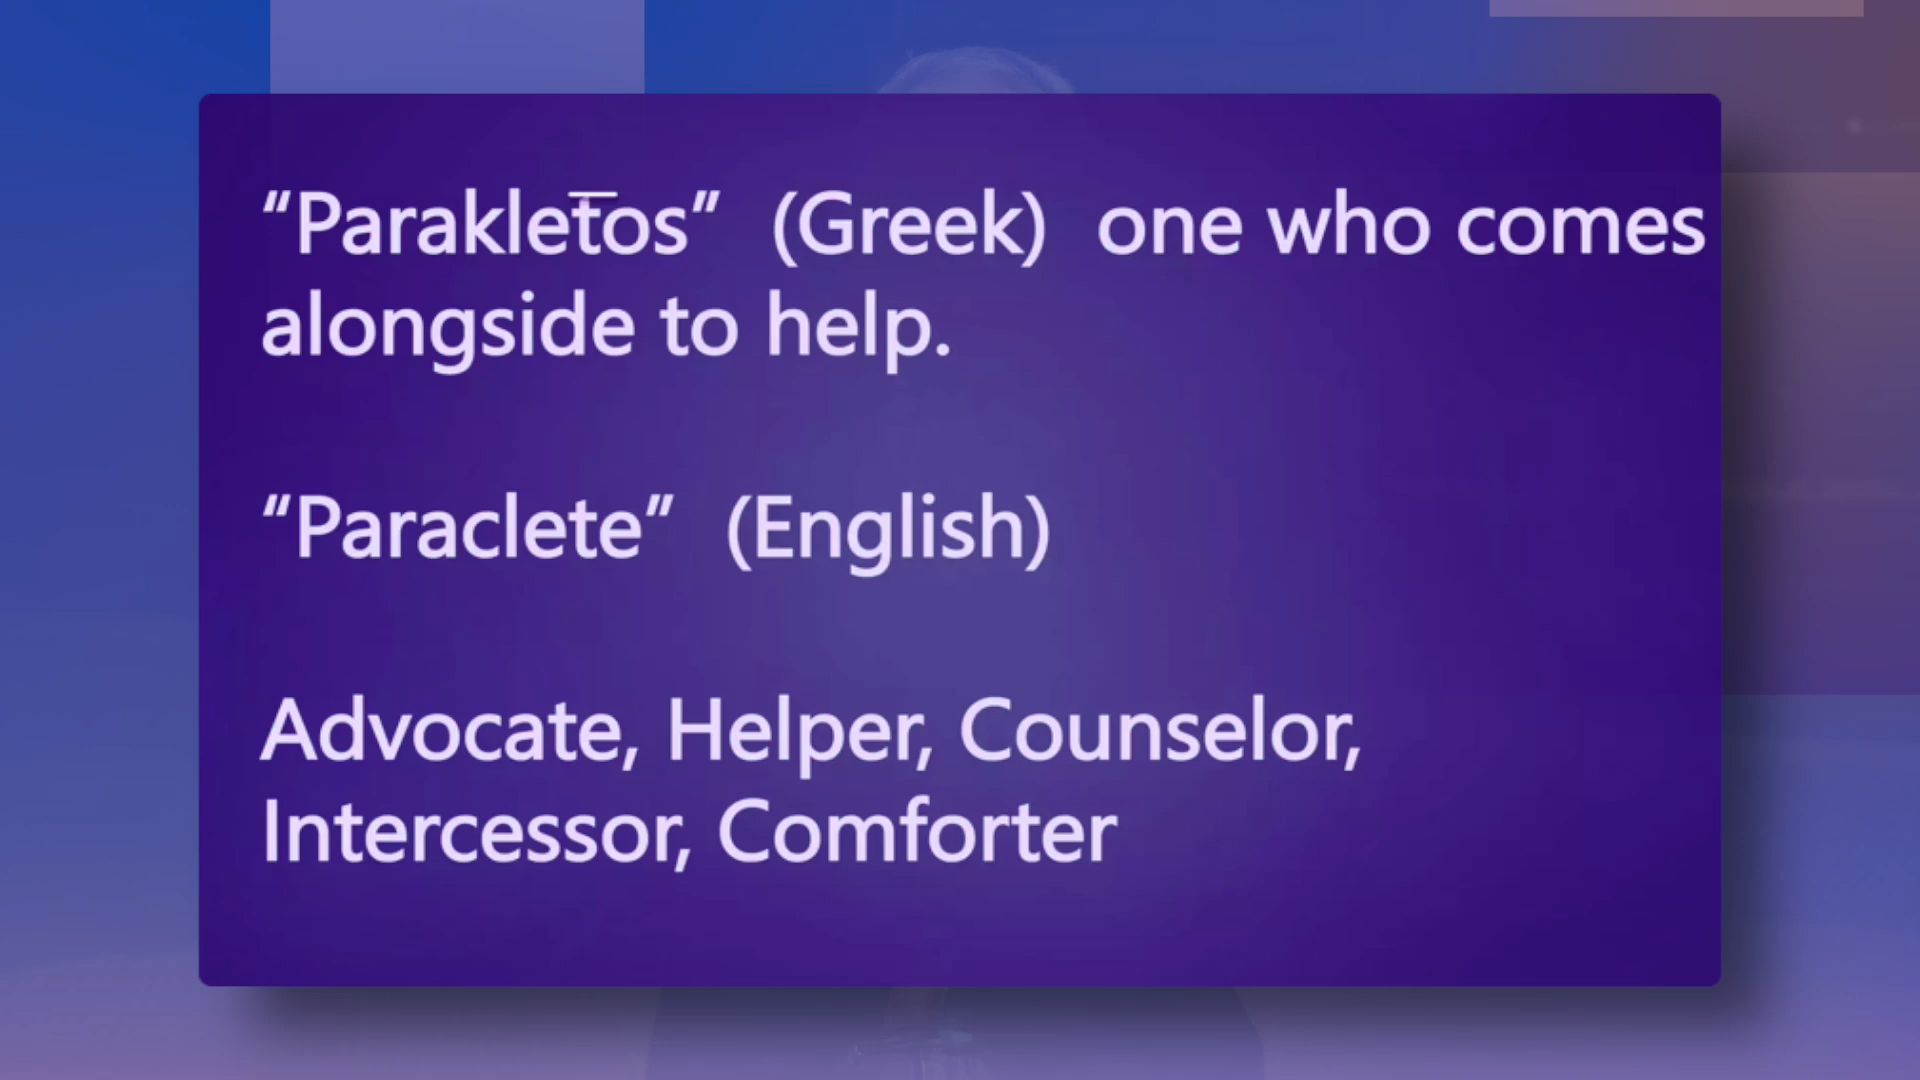 “Parakletos” (Greek) one who comes
alongside to help.
“Paraclete” (English)
Advocate, Helper, Counselor,
Intercessor, Comforter